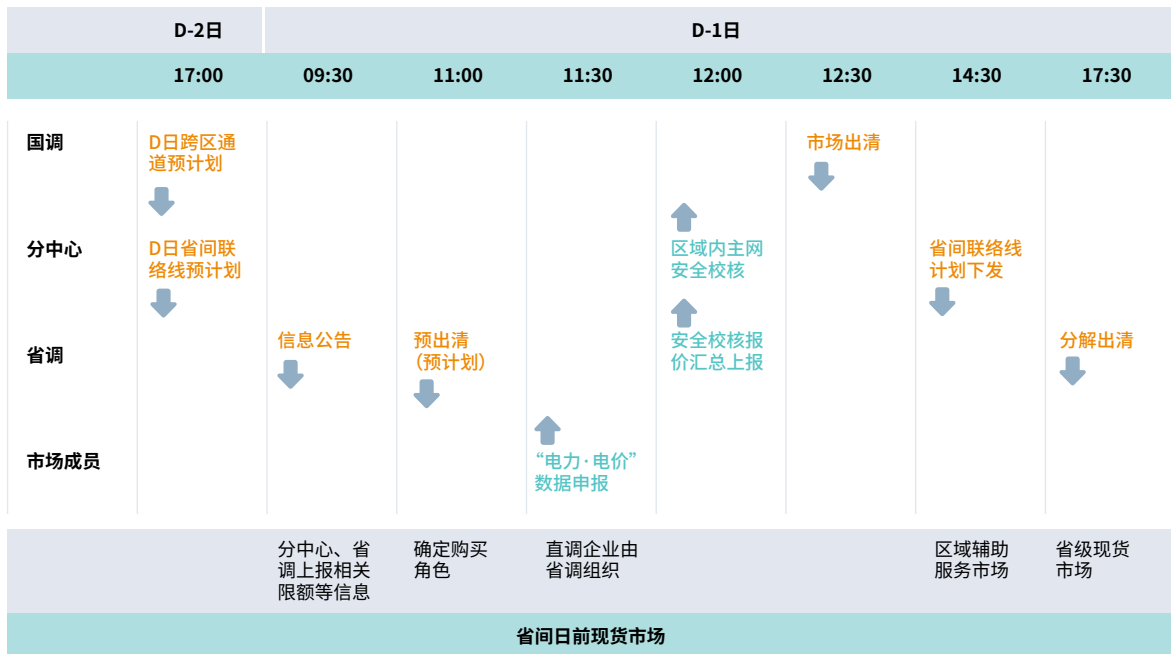 D-2日
D-1日
17:00
09:30
11:00
11:30
12:00
12:30
14:30
17:30
国调
D日跨区通
道预计划
市场出清
分中心
D日省间联
络线预计划
区域内主网
安全校核
省间联络线
计划下发
省调
信息公告
预出清
（预计划）
安全校核报
价汇总上报
分解出清
市场成员
“电力·电价”
数据申报
分中心、省
调上报相关
限额等信息
确定购买
角色
直调企业由
省调组织
区域辅助
服务市场
省级现货
市场
省间日前现货市场